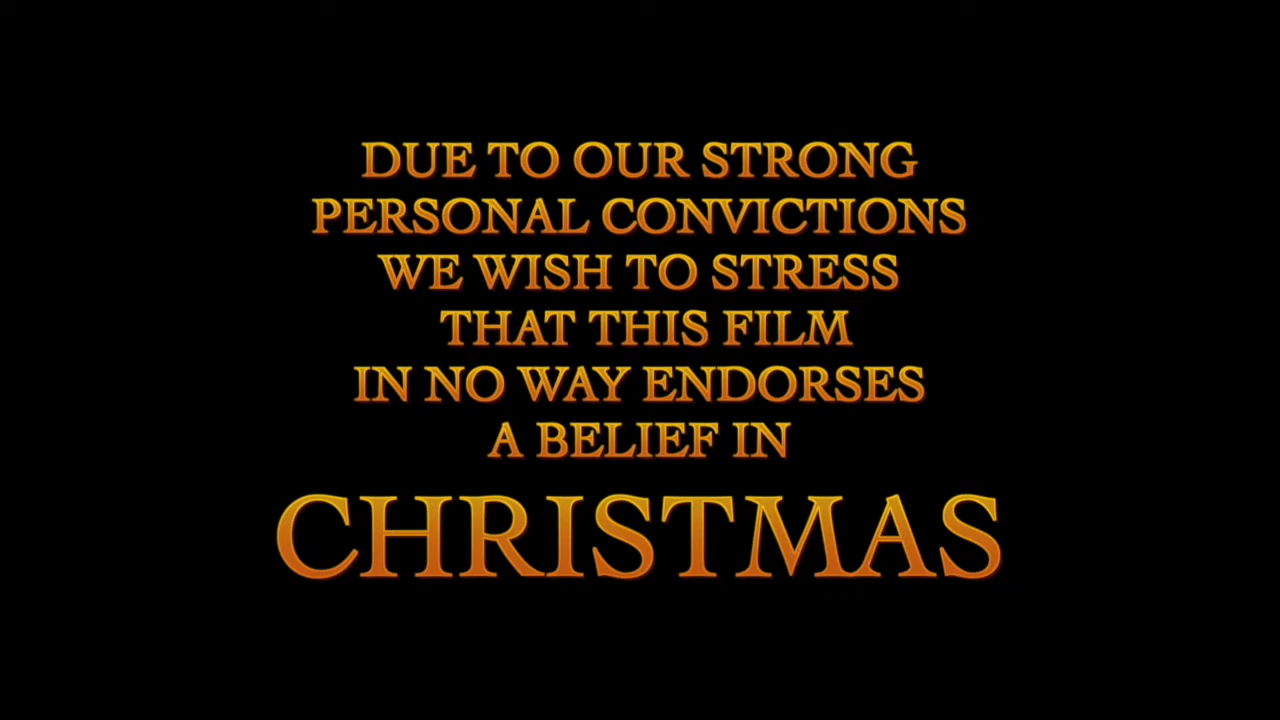 DUE TO OUR STRONG
PERSONAL CONVICTIONS
WE WISH TO STRESS
THAT THIS FILM
IN NO WAY ENDORSES
A BELIEF IN
CHRISTMAS